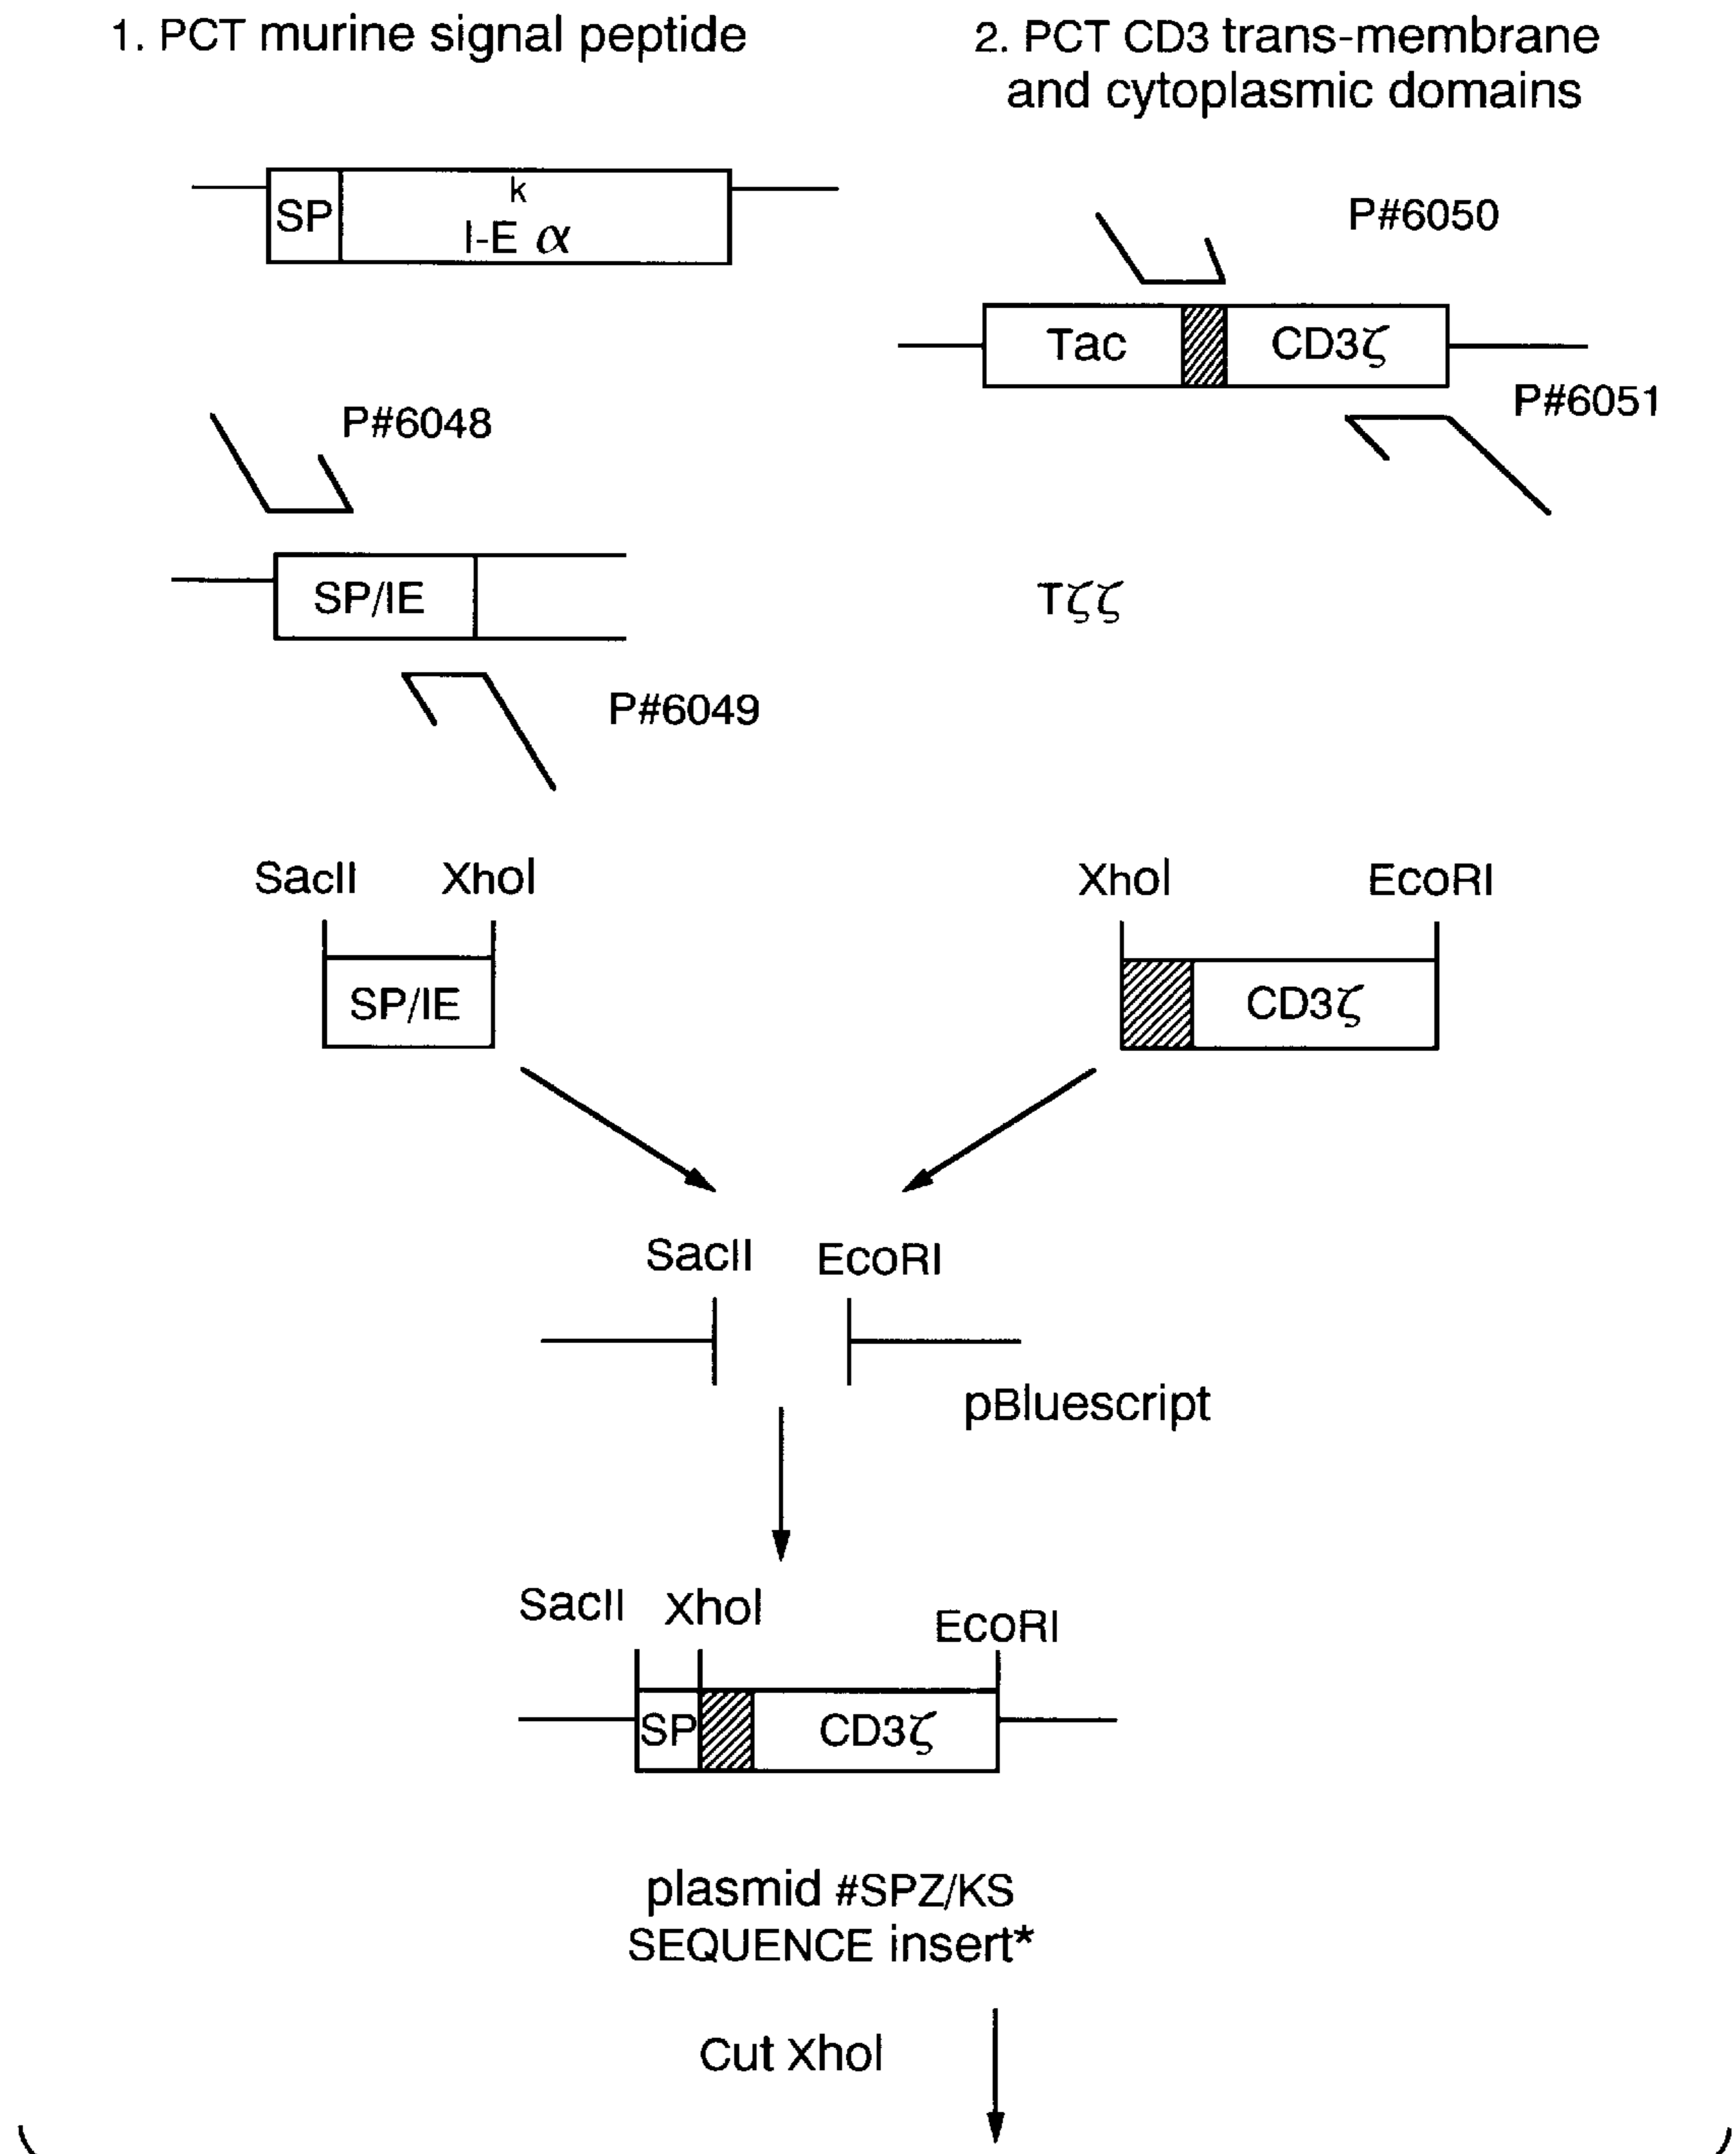 1. PCT murine signal peptide
2. PCT CD3 trans-membrane
and cytoplasmic domains
SP
k
I-E α
P#6050
Tac
CD3ζ
P#6051
P#6048
SP/IE
Tζζ
P#6049
SacII XhoI
XhoI EcoRI
SP/IE
CD3ζ
SacII EcoRI
pBluescript
SacII XhoI
EcoRI
SP
CD3ζ
plasmid #SPZ/KS
SEQUENCE insert*
Cut XhoI